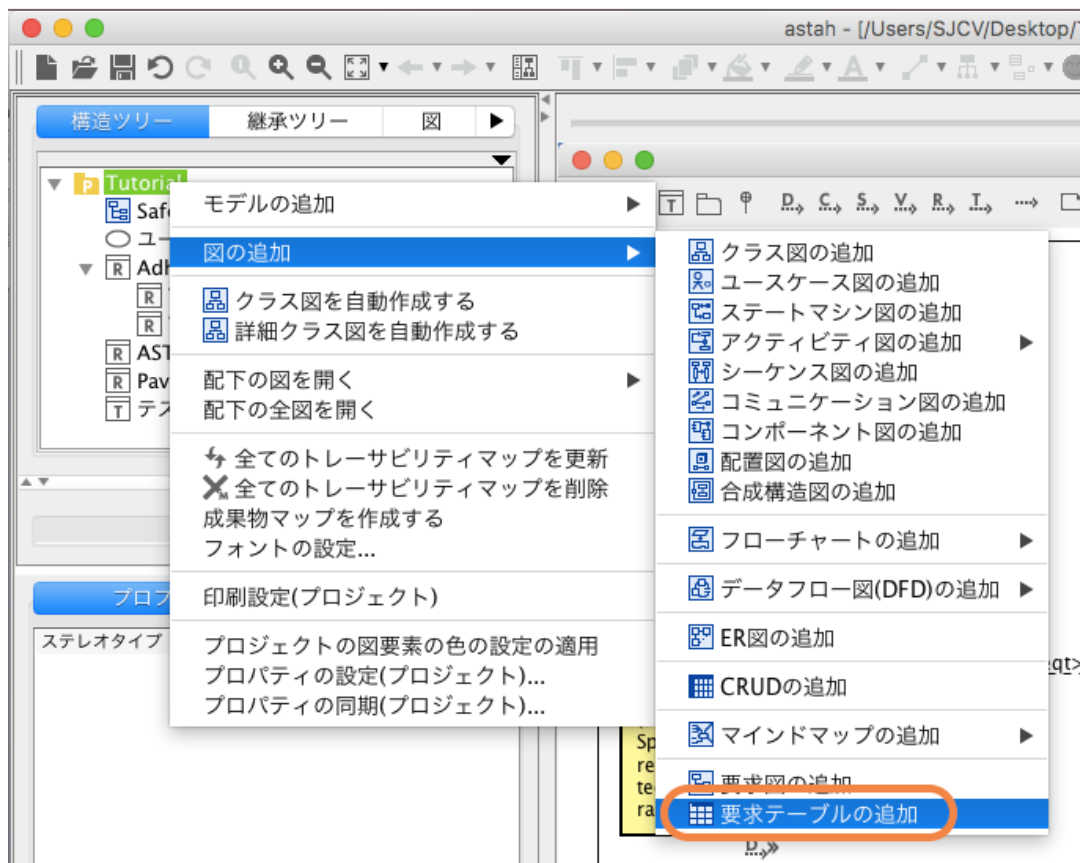 astah - [/Users/SJCV/Desktop/
構造ツリー 継承ツリー 図
P Tutorial
モデルの追加
図の追加
クラス図を自動作成する
詳細クラス図を自動作成する
配下の図を開く
配下の全図を開く
全てのトレーサビリティマップを更新
全てのトレーサビリティマップを削除
成果物マップを作成する
フォントの設定...
印刷設定(プロジェクト)
プロジェクトの図要素の色の設定の適用
プロパティの設定(プロジェクト)...
プロパティの同期(プロジェクト)...
T D C S V R T
クラス図の追加
ユースケース図の追加
ステートマシン図の追加
アクティビティ図の追加
シーケンス図の追加
コミュニケーション図の追加
コンポーネント図の追加
配置図の追加
合成構造図の追加
フローチャートの追加
データフロー図(DFD)の追加
ER図の追加
CRUDの追加
マインドマップの追加
要求図の追加
要求テーブルの追加
ステレオタイプ